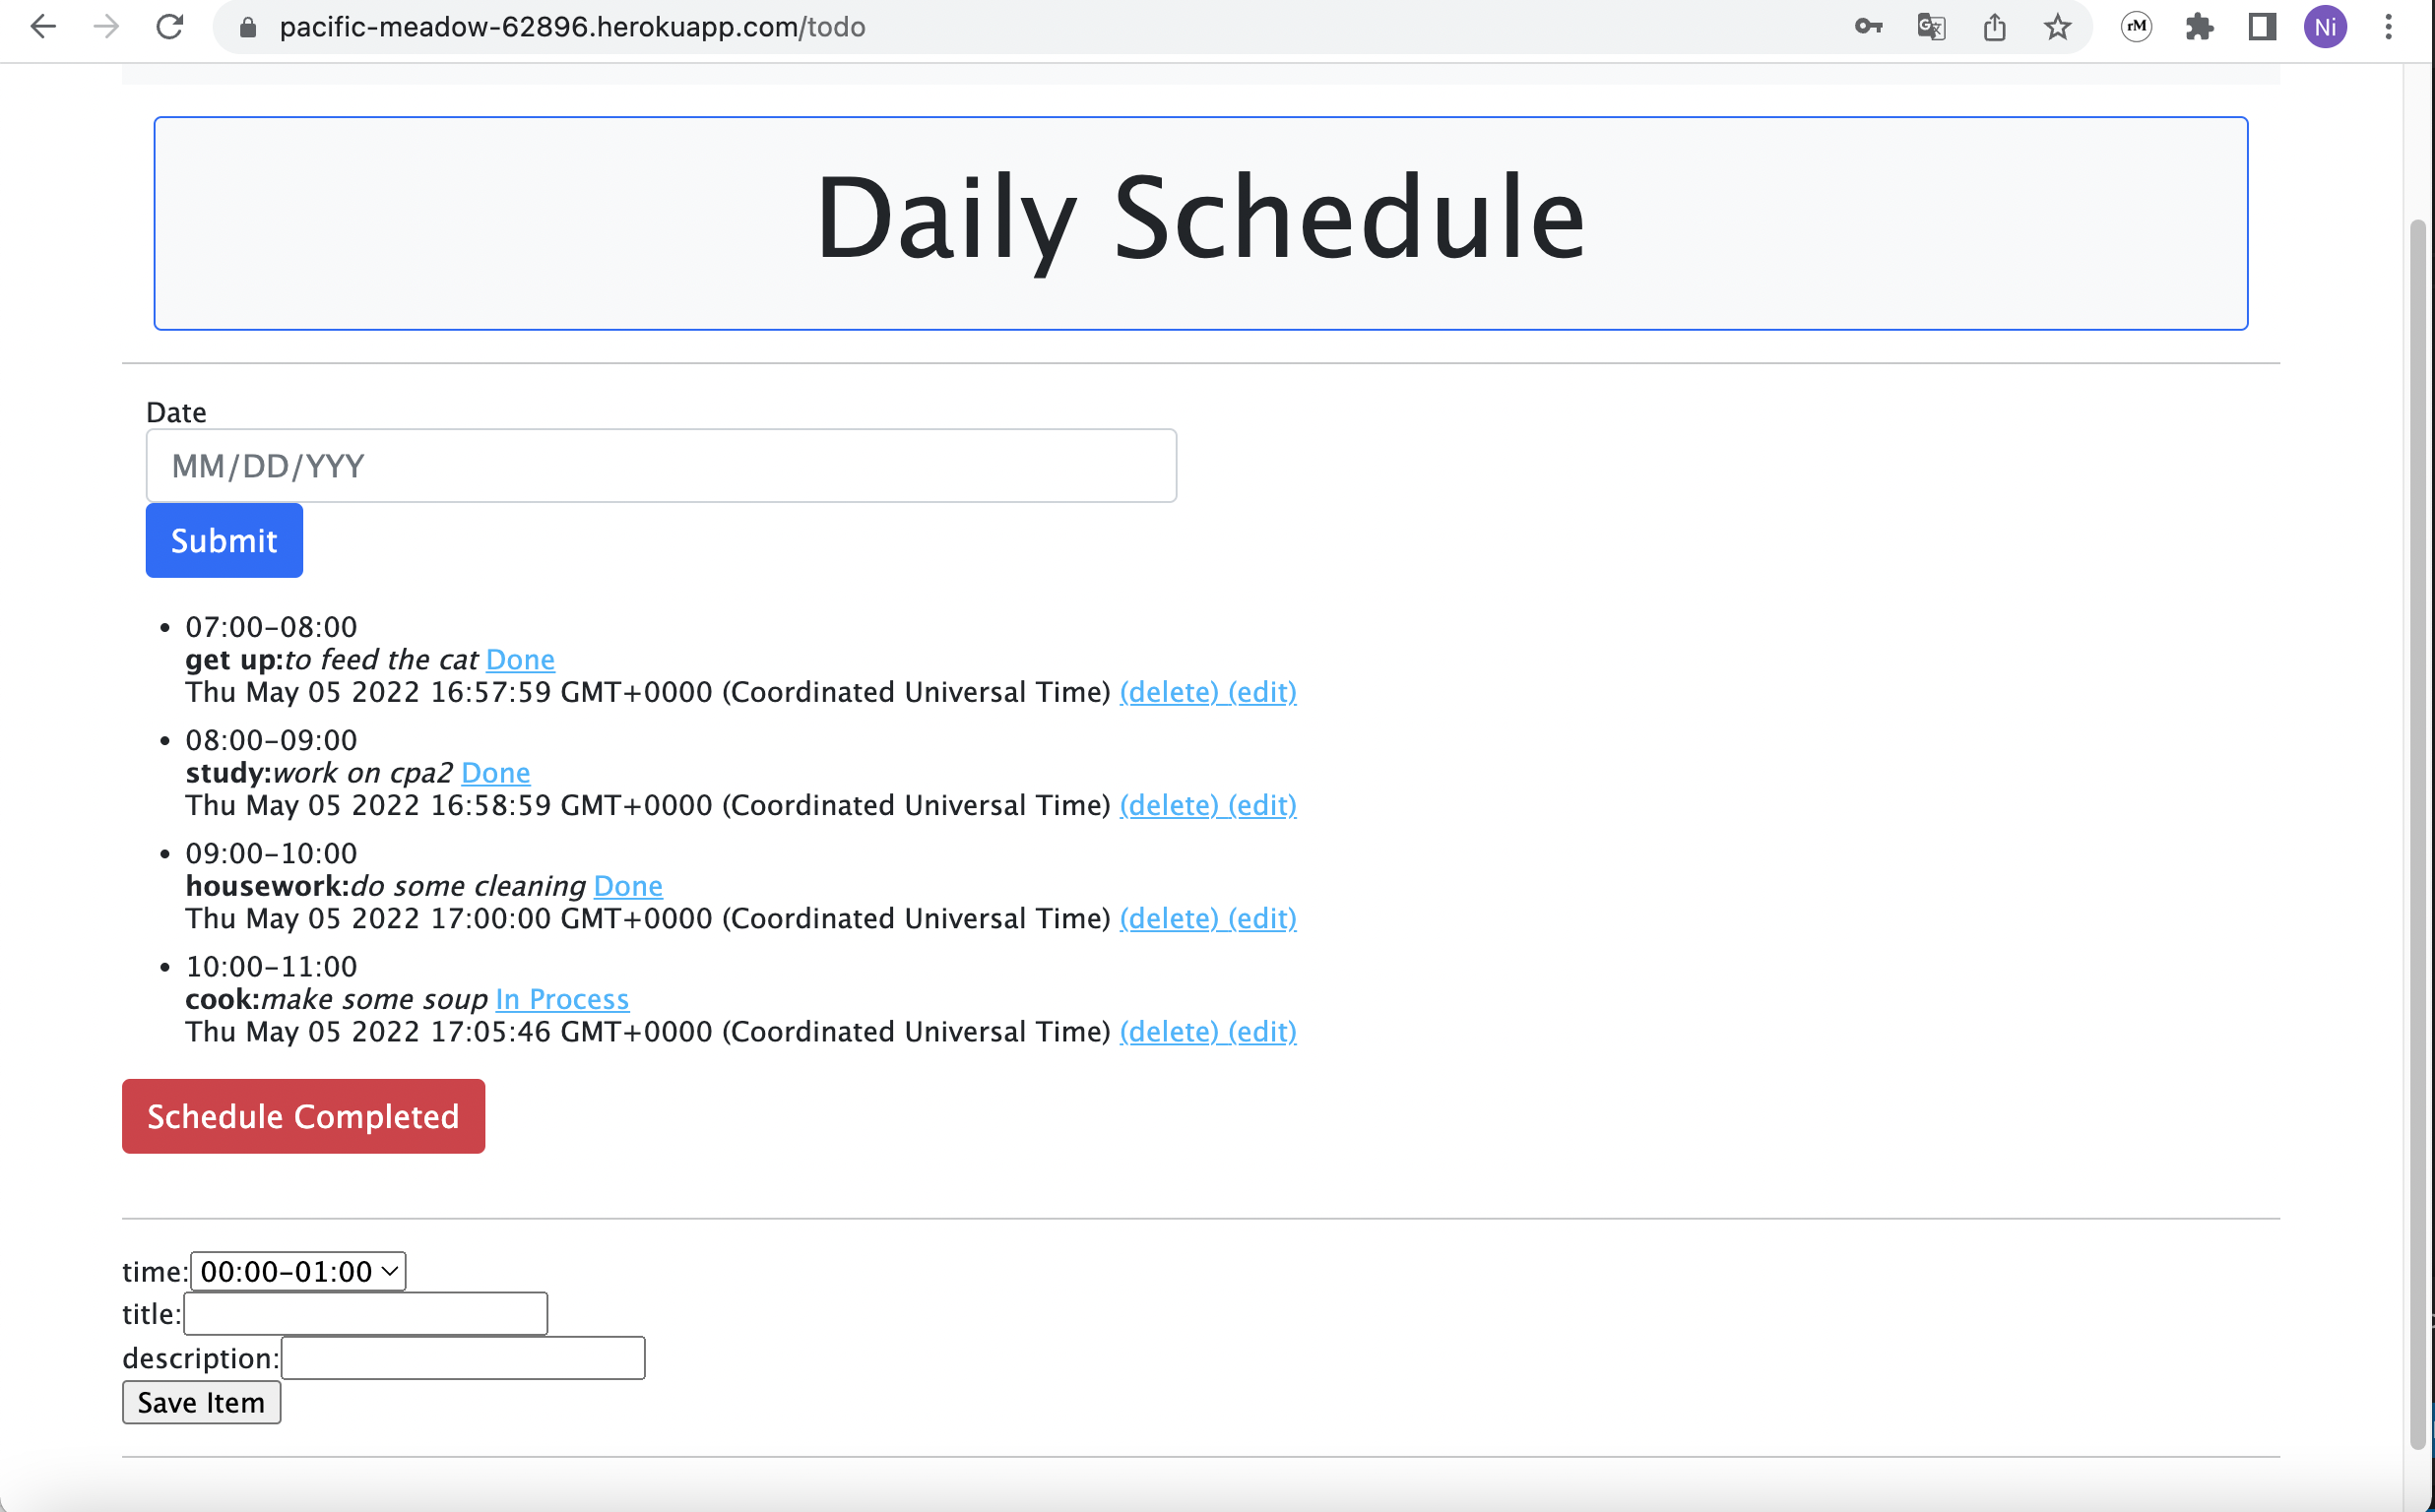 pacific-meadow-62896.herokuapp.com/todo
rM
Ni
Daily Schedule
Date
MM/DD/YYY
Submit
07:00-08:00
get up:to feed the cat Done
Thu May 05 2022 16:57:59 GMT+0000 (Coordinated Universal Time) (delete) (edit)
08:00-09:00
study:work on cpa2 Done
Thu May 05 2022 16:58:59 GMT+0000 (Coordinated Universal Time) (delete) (edit)
09:00-10:00
housework:do some cleaning Done
Thu May 05 2022 17:00:00 GMT+0000 (Coordinated Universal Time) (delete) (edit)
10:00-11:00
cook:make some soup In Process
Thu May 05 2022 17:05:46 GMT+0000 (Coordinated Universal Time) (delete) (edit)
Schedule Completed
time: 00:00-01:00
title:
description:
Save Item